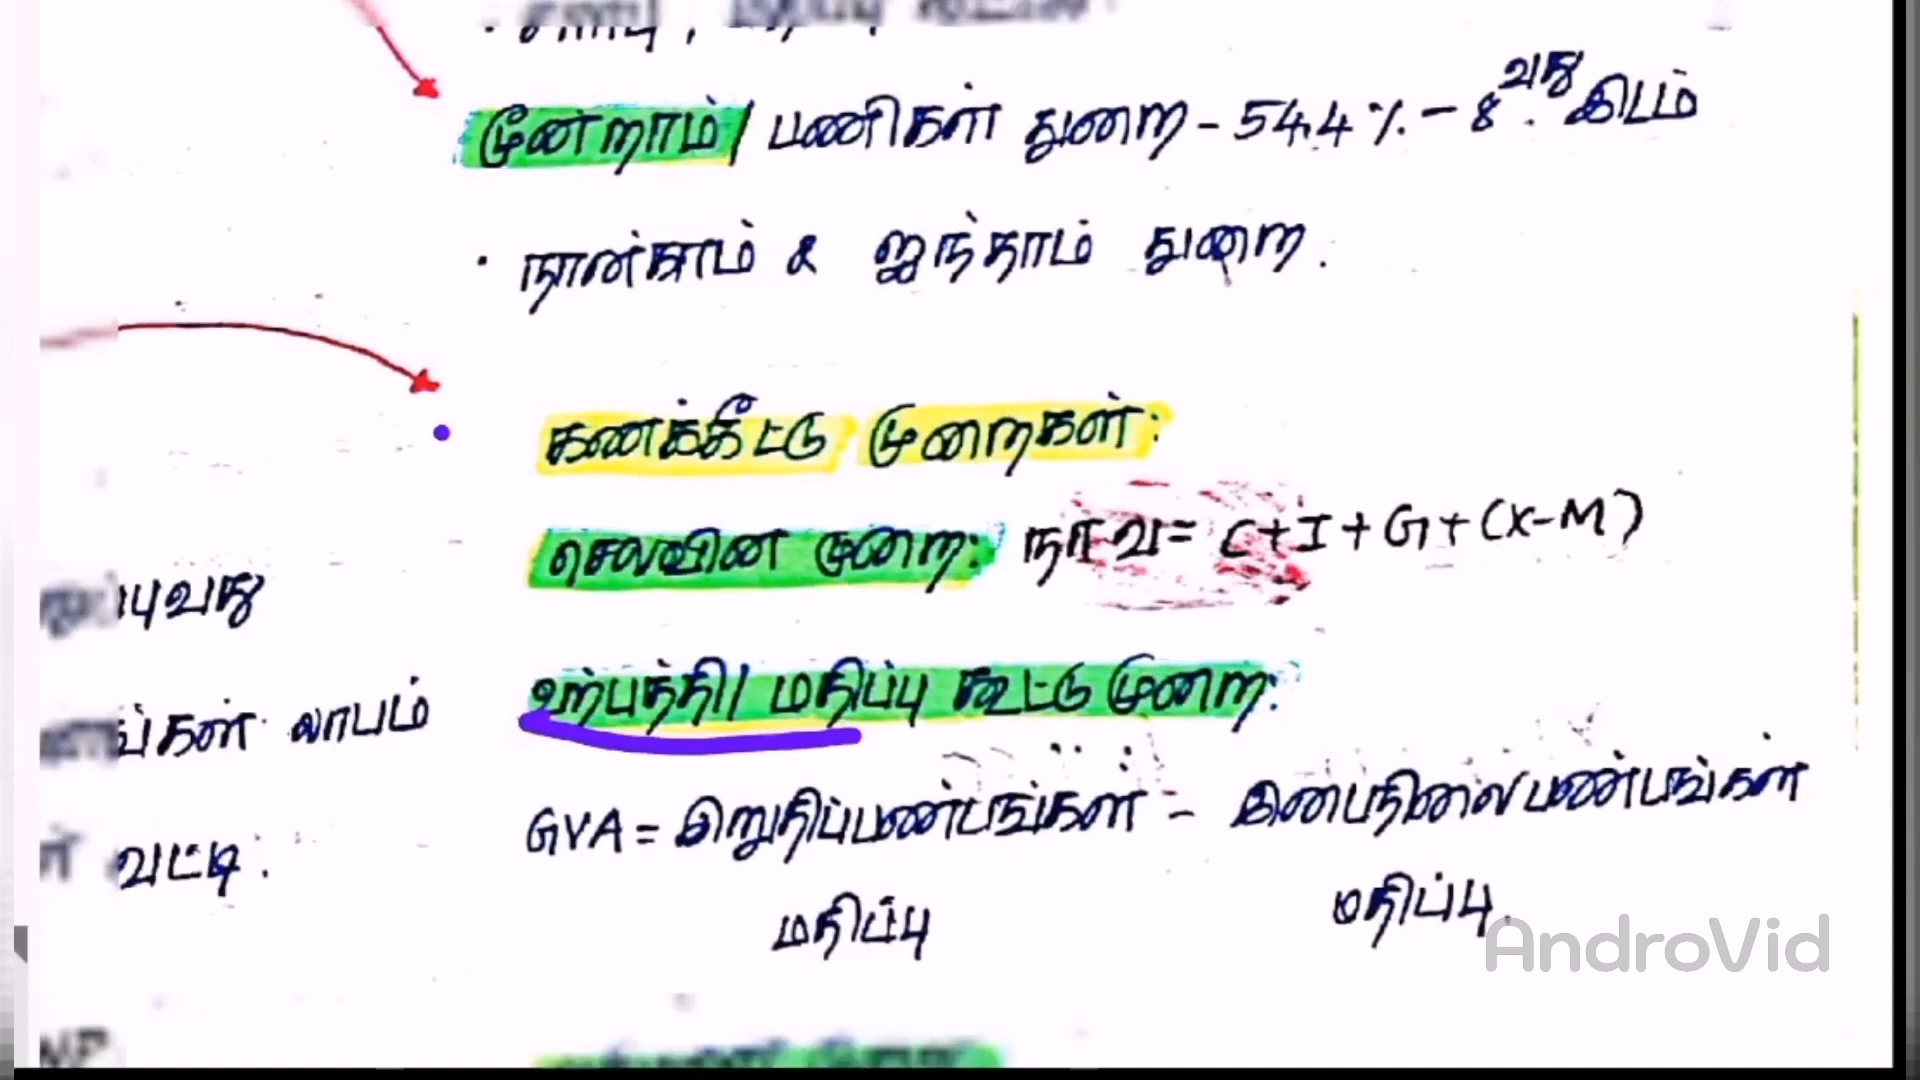 மூன்றாம்/ பணிகள் துறை - 54.4 % - 8வது இடம்
· நான்காம் & ஐந்தாம் துறை.
கணக்கீட்டு முறைகள்:
செலவின முறை: நாவ = C+I+G+(X-M)
வது
உற்பத்தி/ மதிப்பு கூட்டு முறை:
ங்கள் லாபம்
GVA = இறுதிப்பண்டங்கள் - இடைநிலை பண்டங்கள்
வட்டி.
மதிப்பு மதிப்பு.
AndroVid